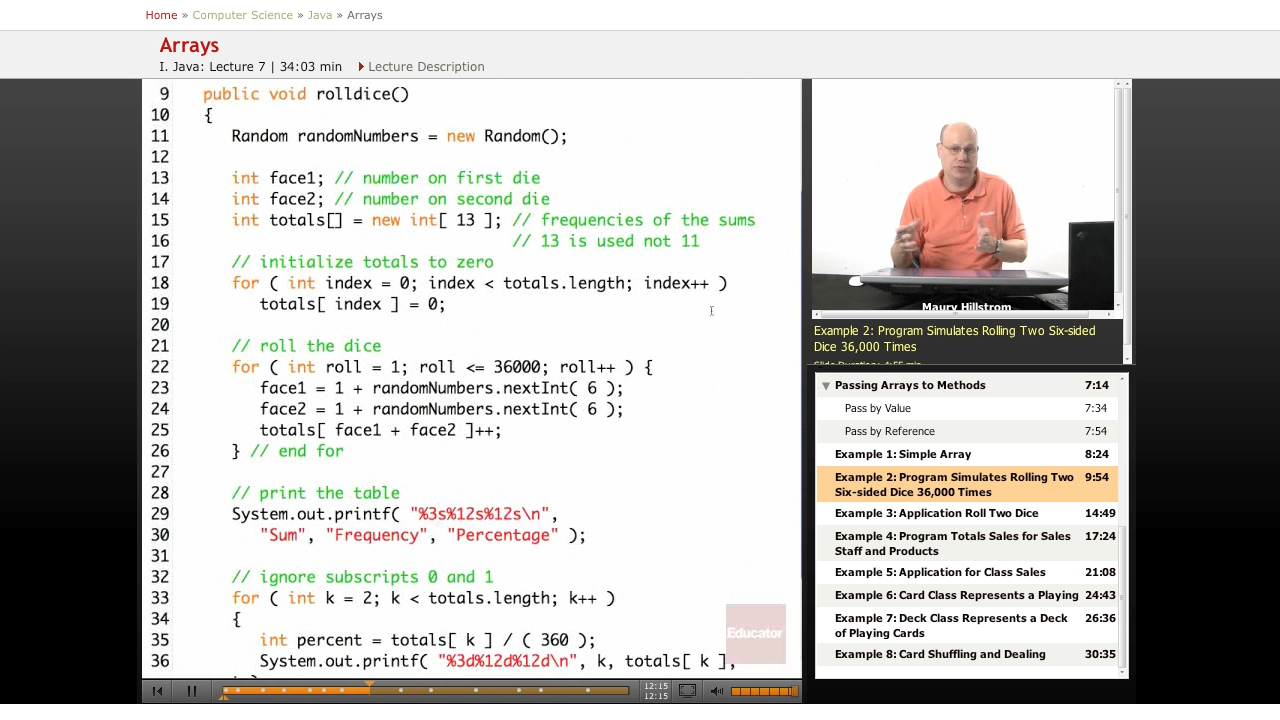 Home » Computer Science » Java » Arrays
Arrays
I. Java: Lecture 7 | 34:03 min Lecture Description
9 public void rolldice()
10 {
11 Random randomNumbers = new Random();
12
13 int face1; // number on first die
14 int face2; // number on second die
15 int totals[] = new int[ 13 ]; // frequencies of the sums
16 // 13 is used not 11
17 // initialize totals to zero
18 for ( int index = 0; index < totals.length; index++ )
19 totals[ index ] = 0;
20
21 // roll the dice
22 for ( int roll = 1; roll <= 36000; roll++ ) {
23 face1 = 1 + randomNumbers.nextInt( 6 );
24 face2 = 1 + randomNumbers.nextInt( 6 );
25 totals[ face1 + face2 ]++;
26 } // end for
27
28 // print the table
29 System.out.printf( "%3s%12s%12s\n",
30 "Sum", "Frequency", "Percentage" );
31
32 // ignore subscripts 0 and 1
33 for ( int k = 2; k < totals.length; k++ )
34 {
35 int percent = totals[ k ] / ( 360 );
36 System.out.printf( "%3d%12d%12d\n", k, totals[ k ],
Educator
12:15
12:15
Maury Hillstrom
Example 2: Program Simulates Rolling Two Six-sided
Dice 36,000 Times
Slide Duration: 4:55 min
Passing Arrays to Methods 7:14
Pass by Value 7:34
Pass by Reference 7:54
Example 1: Simple Array 8:24
Example 2: Program Simulates Rolling Two 9:54
Six-sided Dice 36,000 Times
Example 3: Application Roll Two Dice 14:49
Example 4: Program Totals Sales for Sales 17:24
Staff and Products
Example 5: Application for Class Sales 21:08
Example 6: Card Class Represents a Playing 24:43
Example 7: Deck Class Represents a Deck 26:36
of Playing Cards
Example 8: Card Shuffling and Dealing 30:35